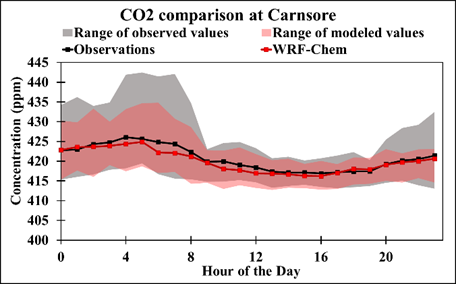 CO2 comparison at Carnsore
Range of observed values
Range of modeled values
Observations
WRF-Chem
Concentration (ppm)
445
440
435
430
425
420
415
410
405
400
0
4
8
12
16
20
Hour of the Day